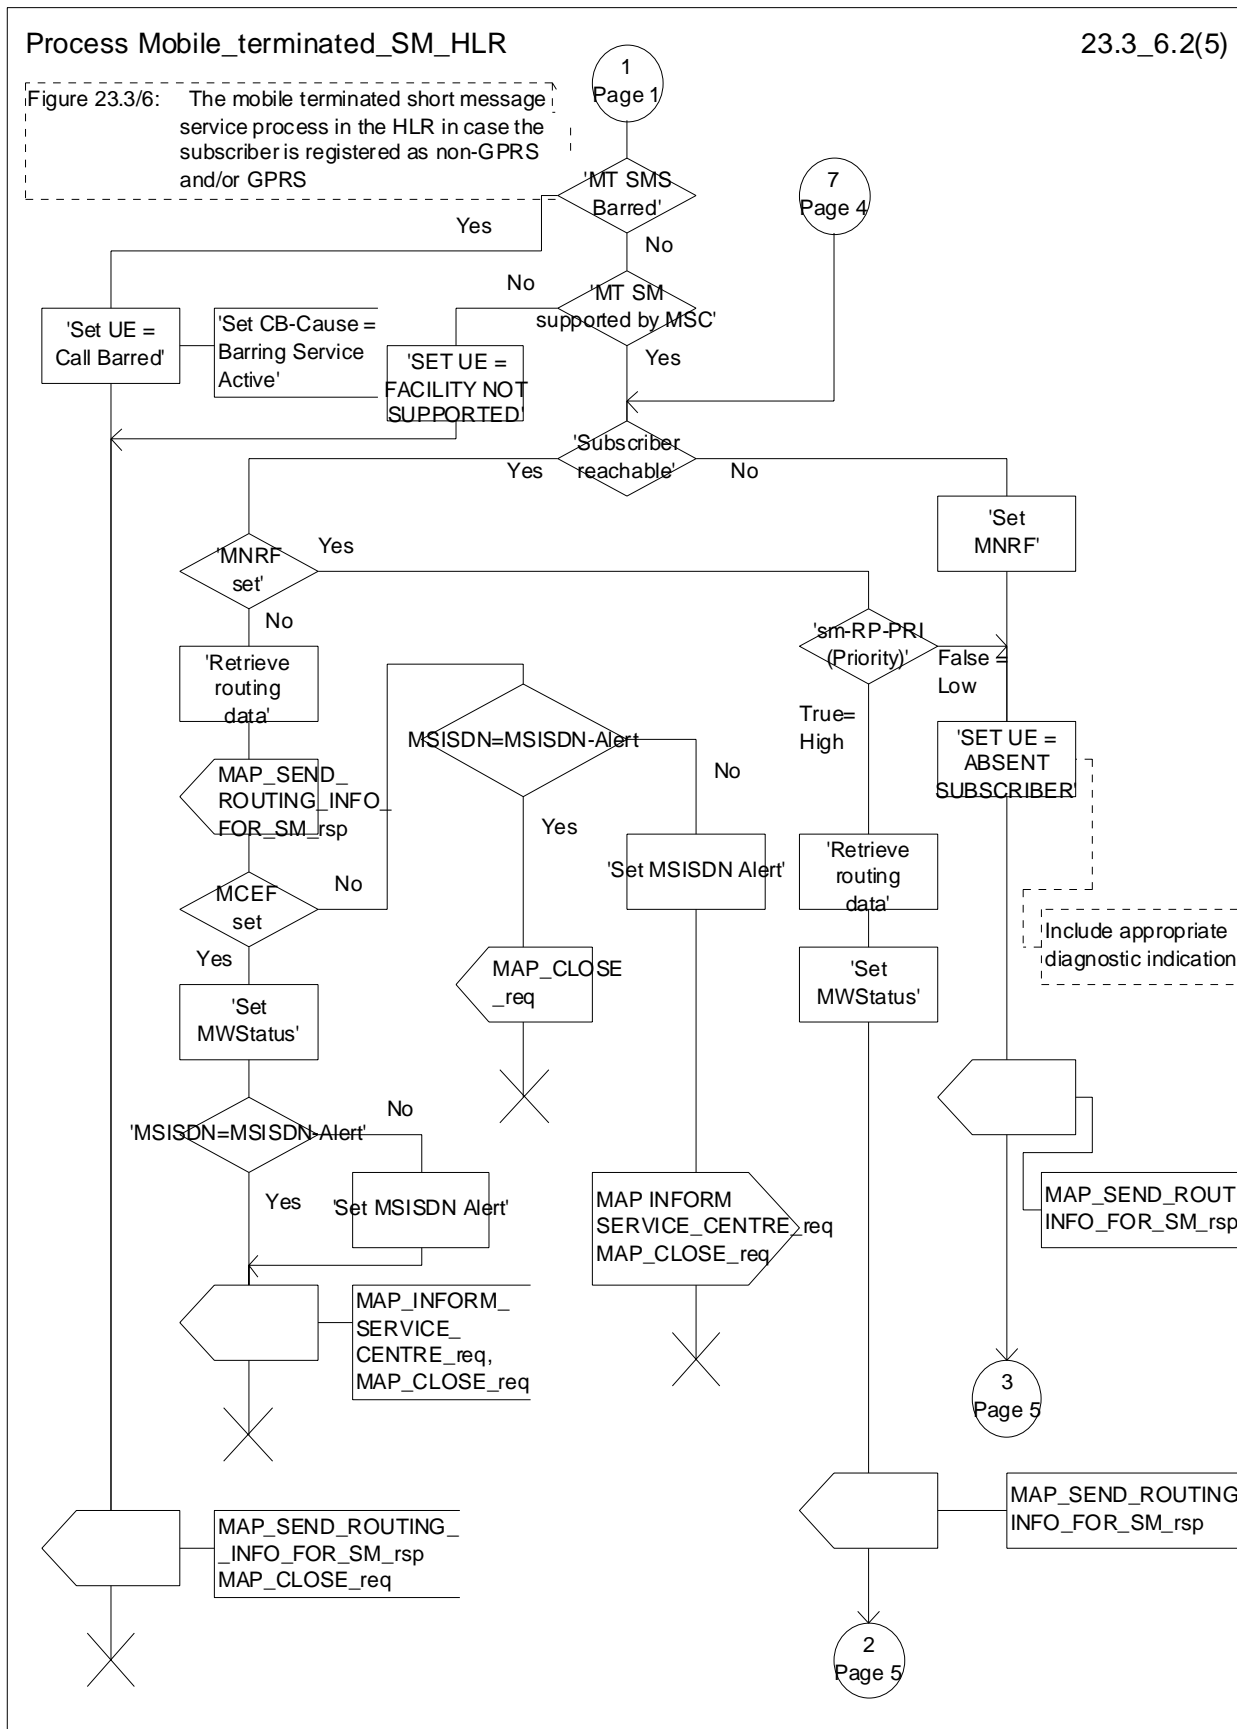 Process Mobile_terminated_SM_HLR
23.3_6.2(5)
Figure 23.3/6: The mobile terminated short message
service process in the HLR in case the
subscriber is registered as non-GPRS
and/or GPRS
1
Page 1
'MT SMS
Barred'
7
Page 4
Yes
No
No
'MT SM
supported by MSC'
'Set UE =
Call Barred'
'Set CB-Cause =
Barring Service
Active'
'SET UE =
FACILITY NOT
SUPPORTED'
Yes
'Subscriber
reachable'
Yes
No
'Set
MNRF'
'MNRF
set'
Yes
No
'sm-RP-PRI
(Priority)'
False =
Low
True=
High
'Retrieve
routing
data'
MSISDN=MSISDN-Alert
No
Yes
'SET UE =
ABSENT
SUBSCRIBER'
MAP_SEND_
ROUTING_INFO_
FOR_SM_rsp
'Set MSISDN Alert'
'Retrieve
routing
data'
MCEF
set
No
Yes
Include appropriate
diagnostic indication
MAP_CLOSE
_req
'Set
MWStatus'
'Set
MWStatus'
'MSISDN=MSISDN-Alert'
No
Yes
'Set MSISDN Alert'
MAP INFORM
SERVICE_CENTRE_req
MAP_CLOSE_req
MAP_SEND_ROUTI
INFO_FOR_SM_rsp
MAP_INFORM_
SERVICE_
CENTRE_req,
MAP_CLOSE_req
3
Page 5
MAP_SEND_ROUTING_
_INFO_FOR_SM_rsp
MAP_CLOSE_req
MAP_SEND_ROUTING
INFO_FOR_SM_rsp
2
Page 5